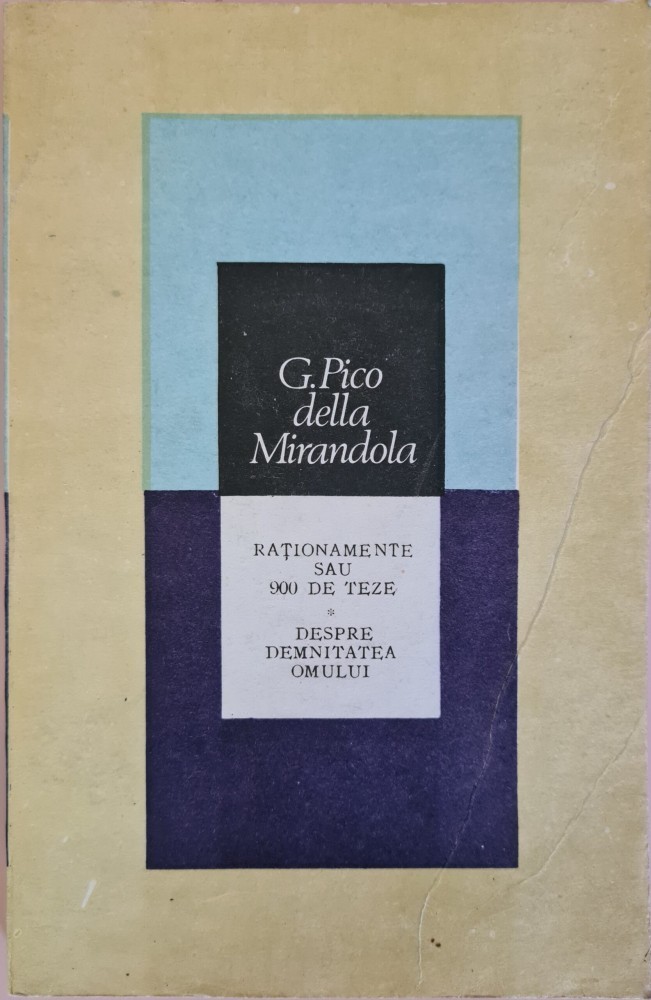 G. Pico
della
Mirandola
RAȚIONAMENTE
SAU
900 DE TEZE
*
DESPRE
DEMNITATEA
OMULUI